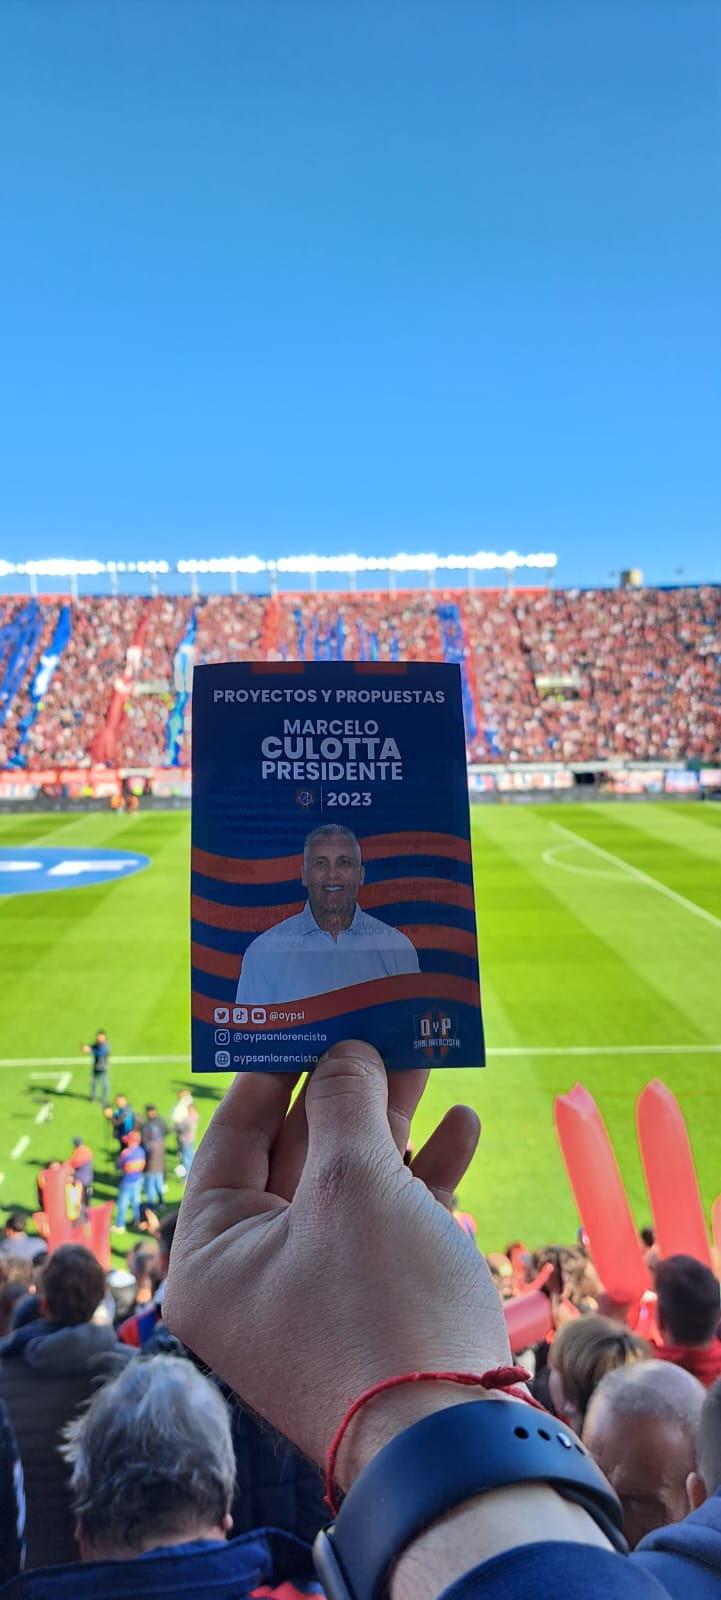 PROYECTOS Y PROPUESTAS
MARCELO
CULOTTA
PRESIDENTE
2023
@oypsl
@oypsanlorencista
oypsanlorencista
OYP
SANLORENCISTA